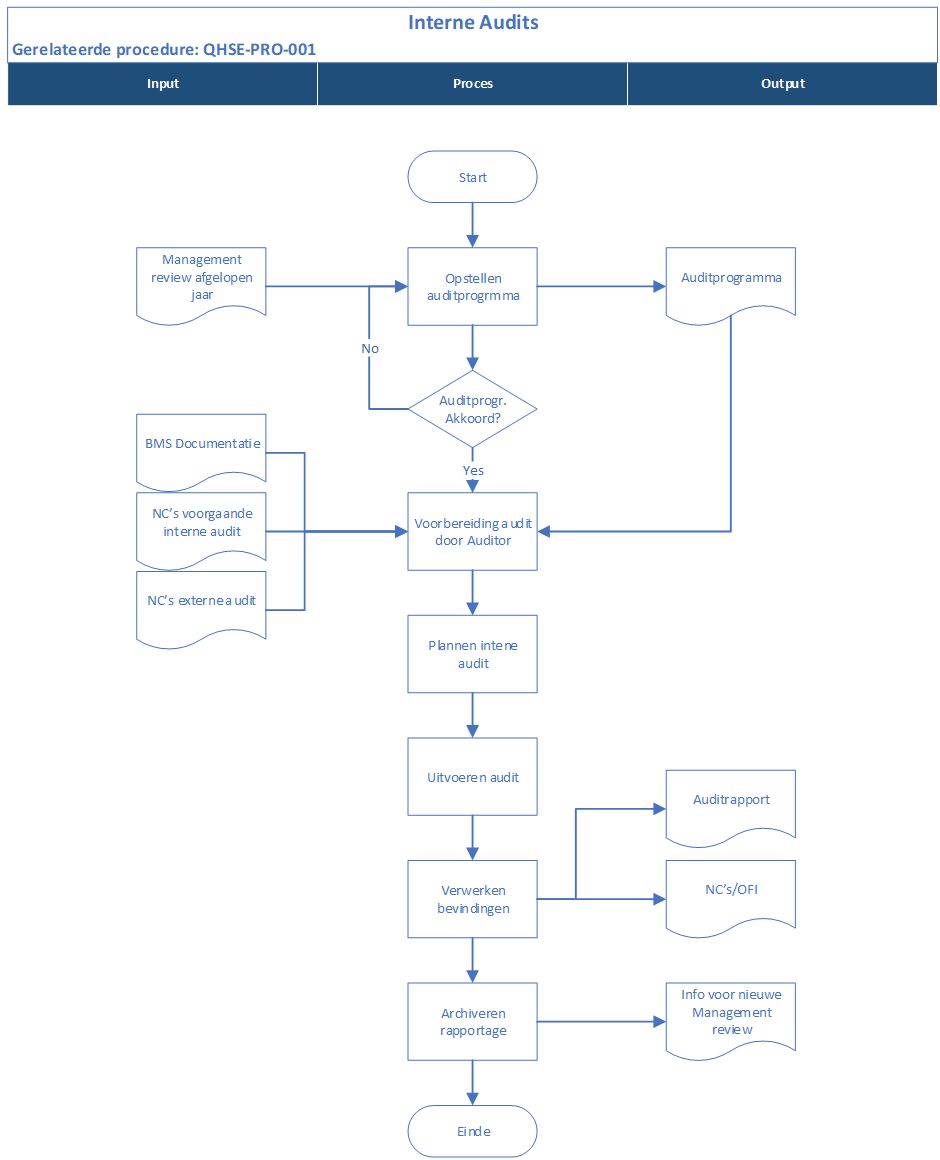 Interne Audits
Gerelateerde procedure: QHSE-PRO-001
Input
Proces
Output
Start
Management
review afgelopen
jaar
Opstellen
auditprogrmma
Auditprogramma
No
Auditprogr.
Akkoord?
BMS Documentatie
Yes
NC's voorgaande
interne audit
Voorbereiding audit
door Auditor
NC's externe audit
Plannen intene
audit
Uitvoeren audit
Auditrapport
Verwerken
bevindingen
NC's/OFI
Archiveren
rapportage
Info voor nieuwe
Management
review
Einde